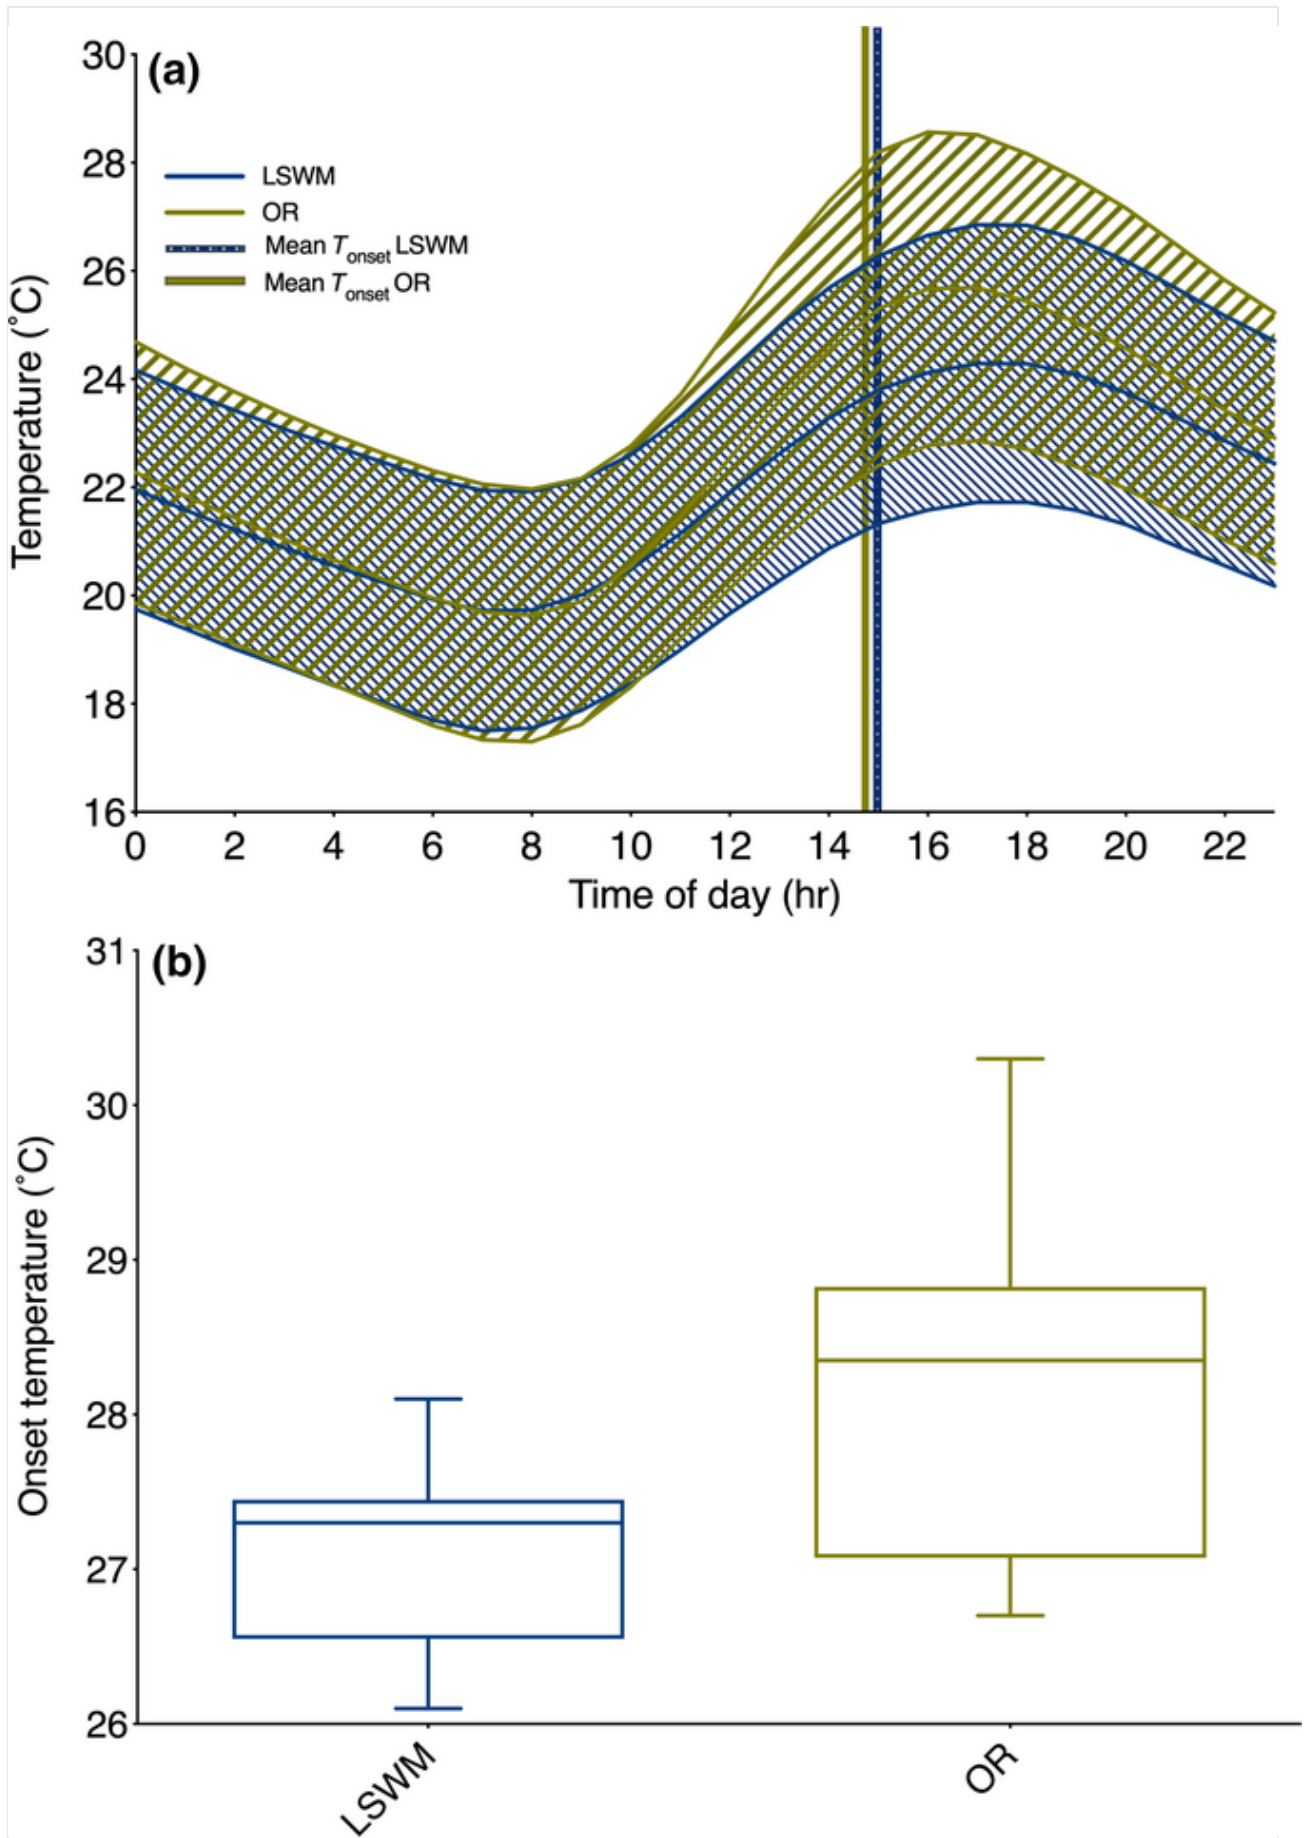 (a)
30
28
26
24
22
20
18
16
Temperature (˚C)
LSWM
OR
Mean Tonset LSWM
Mean Tonset OR
0 2 4 6 8 10 12 14 16 18 20 22
Time of day (hr)
(b)
31
30
29
28
27
26
Onset temperature (˚C)
LSWM
OR